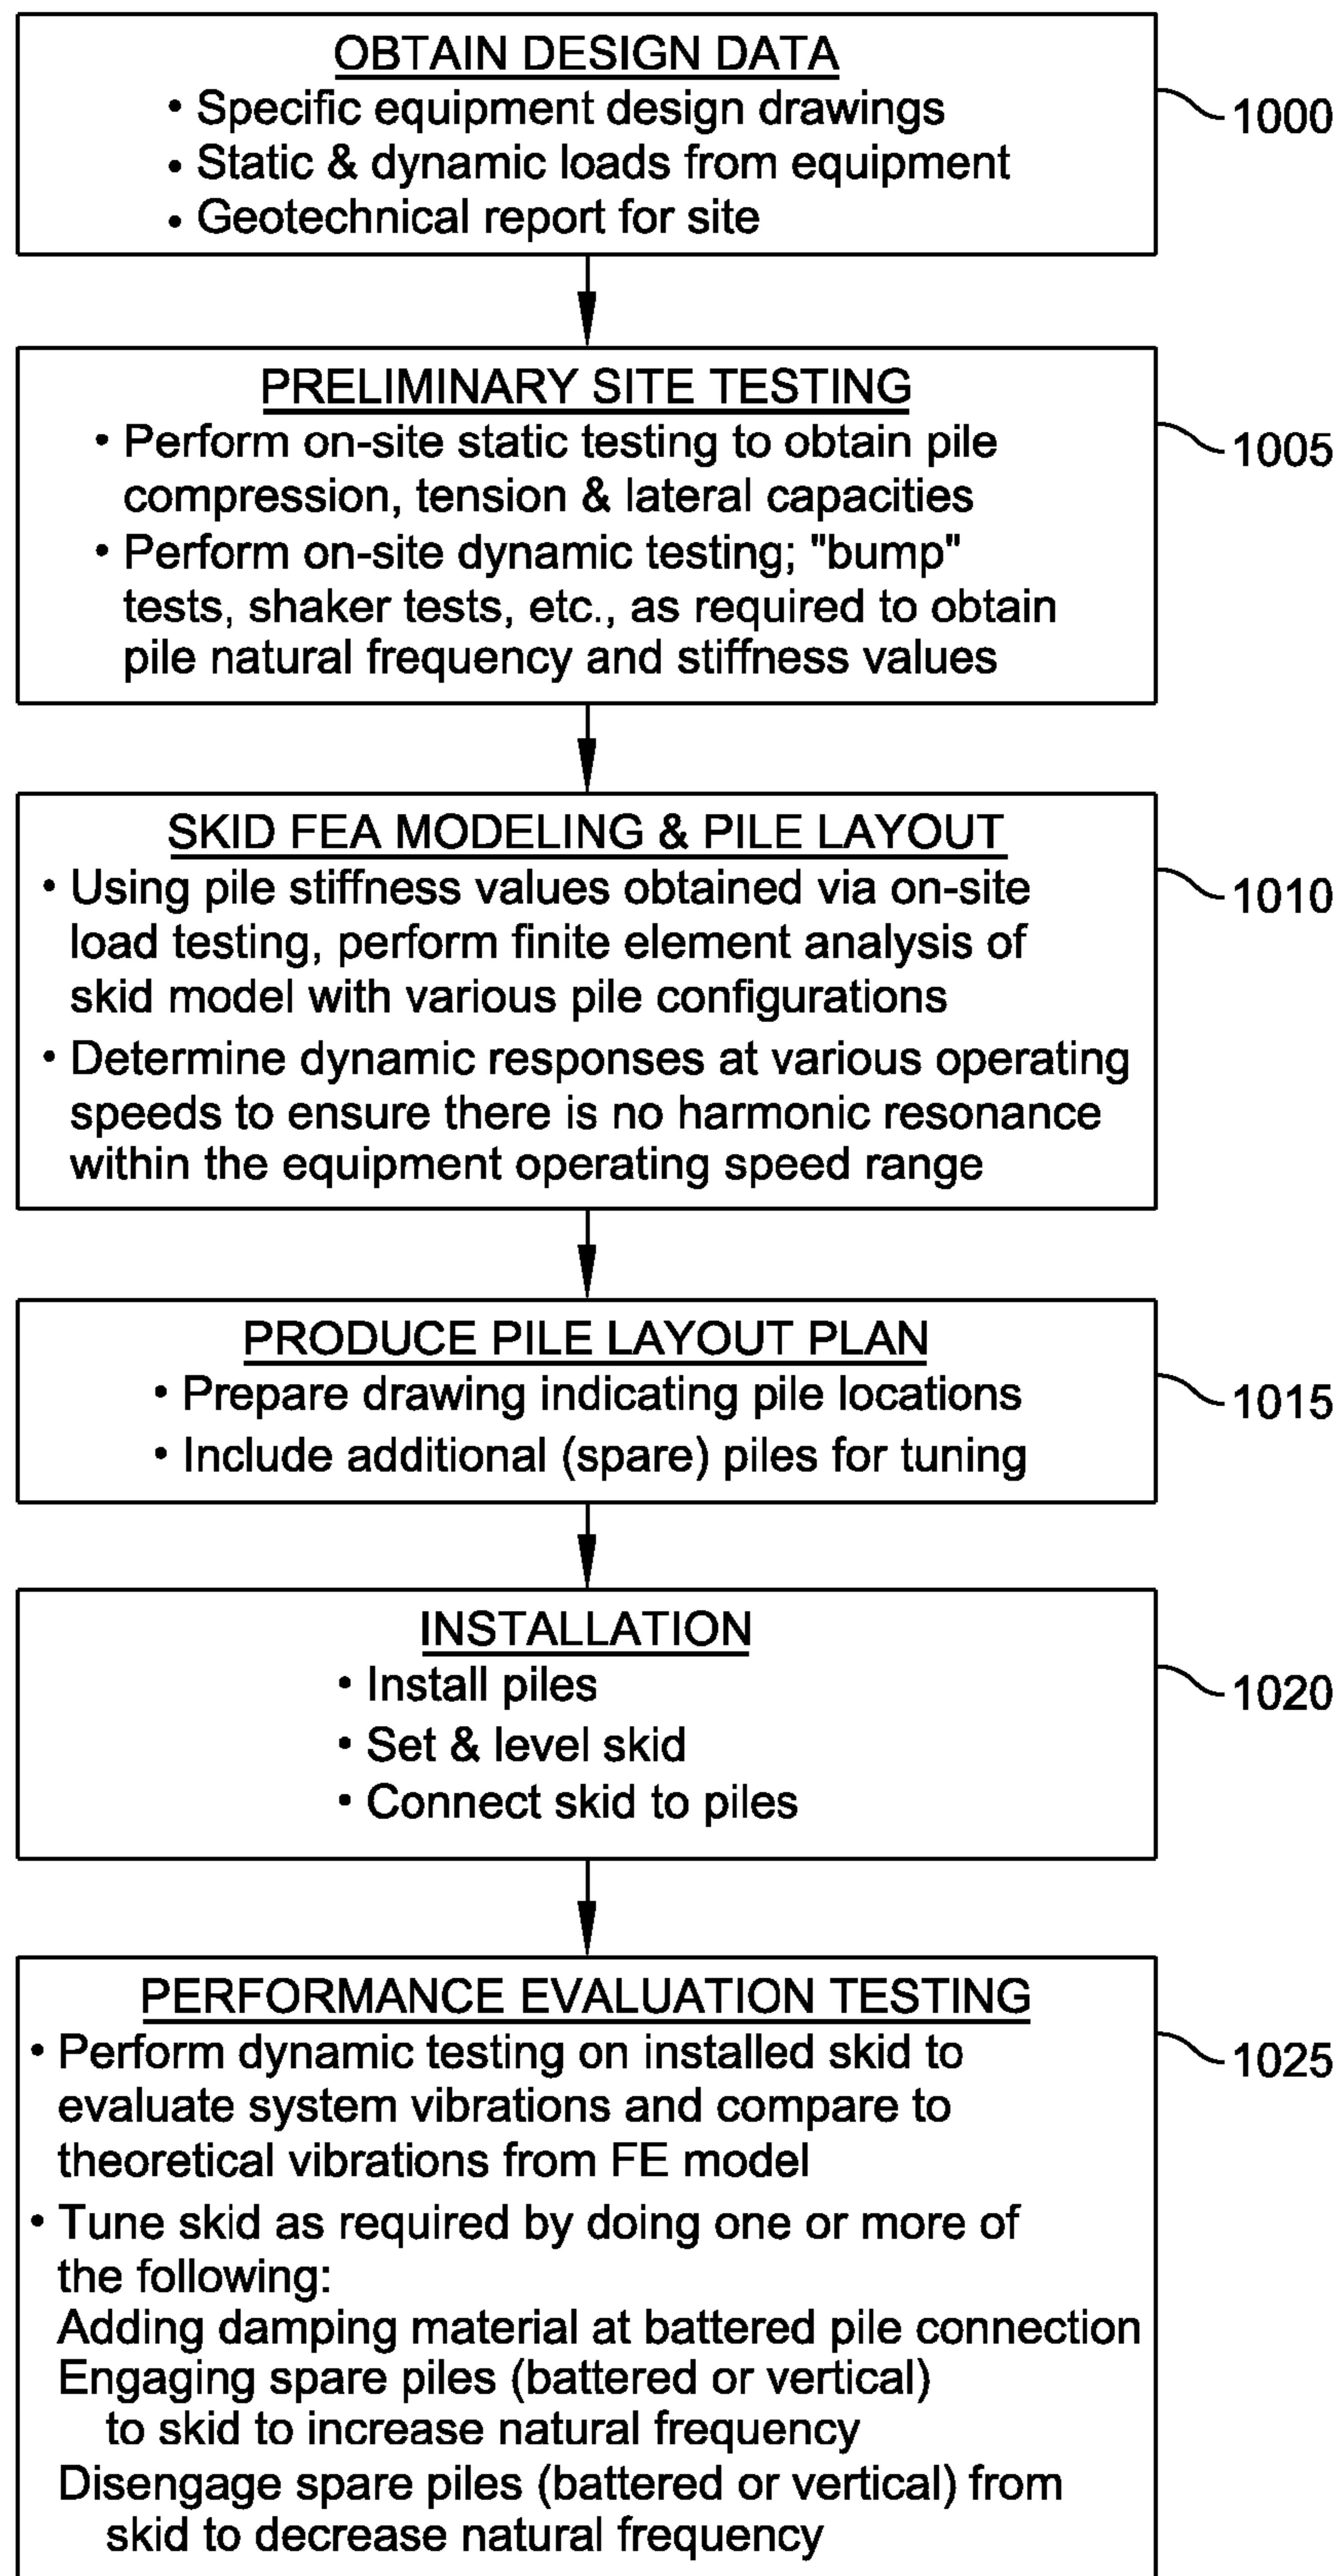 OBTAIN DESIGN DATA
• Specific equipment design drawings
• Static & dynamic loads from equipment
• Geotechnical report for site
1000
PRELIMINARY SITE TESTING
• Perform on-site static testing to obtain pile
compression, tension & lateral capacities
• Perform on-site dynamic testing; "bump"
tests, shaker tests, etc., as required to obtain
pile natural frequency and stiffness values
1005
SKID FEA MODELING & PILE LAYOUT
• Using pile stiffness values obtained via on-site
load testing, perform finite element analysis of
skid model with various pile configurations
• Determine dynamic responses at various operating
speeds to ensure there is no harmonic resonance
within the equipment operating speed range
1010
PRODUCE PILE LAYOUT PLAN
• Prepare drawing indicating pile locations
• Include additional (spare) piles for tuning
1015
INSTALLATION
• Install piles
• Set & level skid
• Connect skid to piles
1020
PERFORMANCE EVALUATION TESTING
• Perform dynamic testing on installed skid to
evaluate system vibrations and compare to
theoretical vibrations from FE model
• Tune skid as required by doing one or more of
the following:
Adding damping material at battered pile connection
Engaging spare piles (battered or vertical)
to skid to increase natural frequency
Disengage spare piles (battered or vertical) from
skid to decrease natural frequency
1025